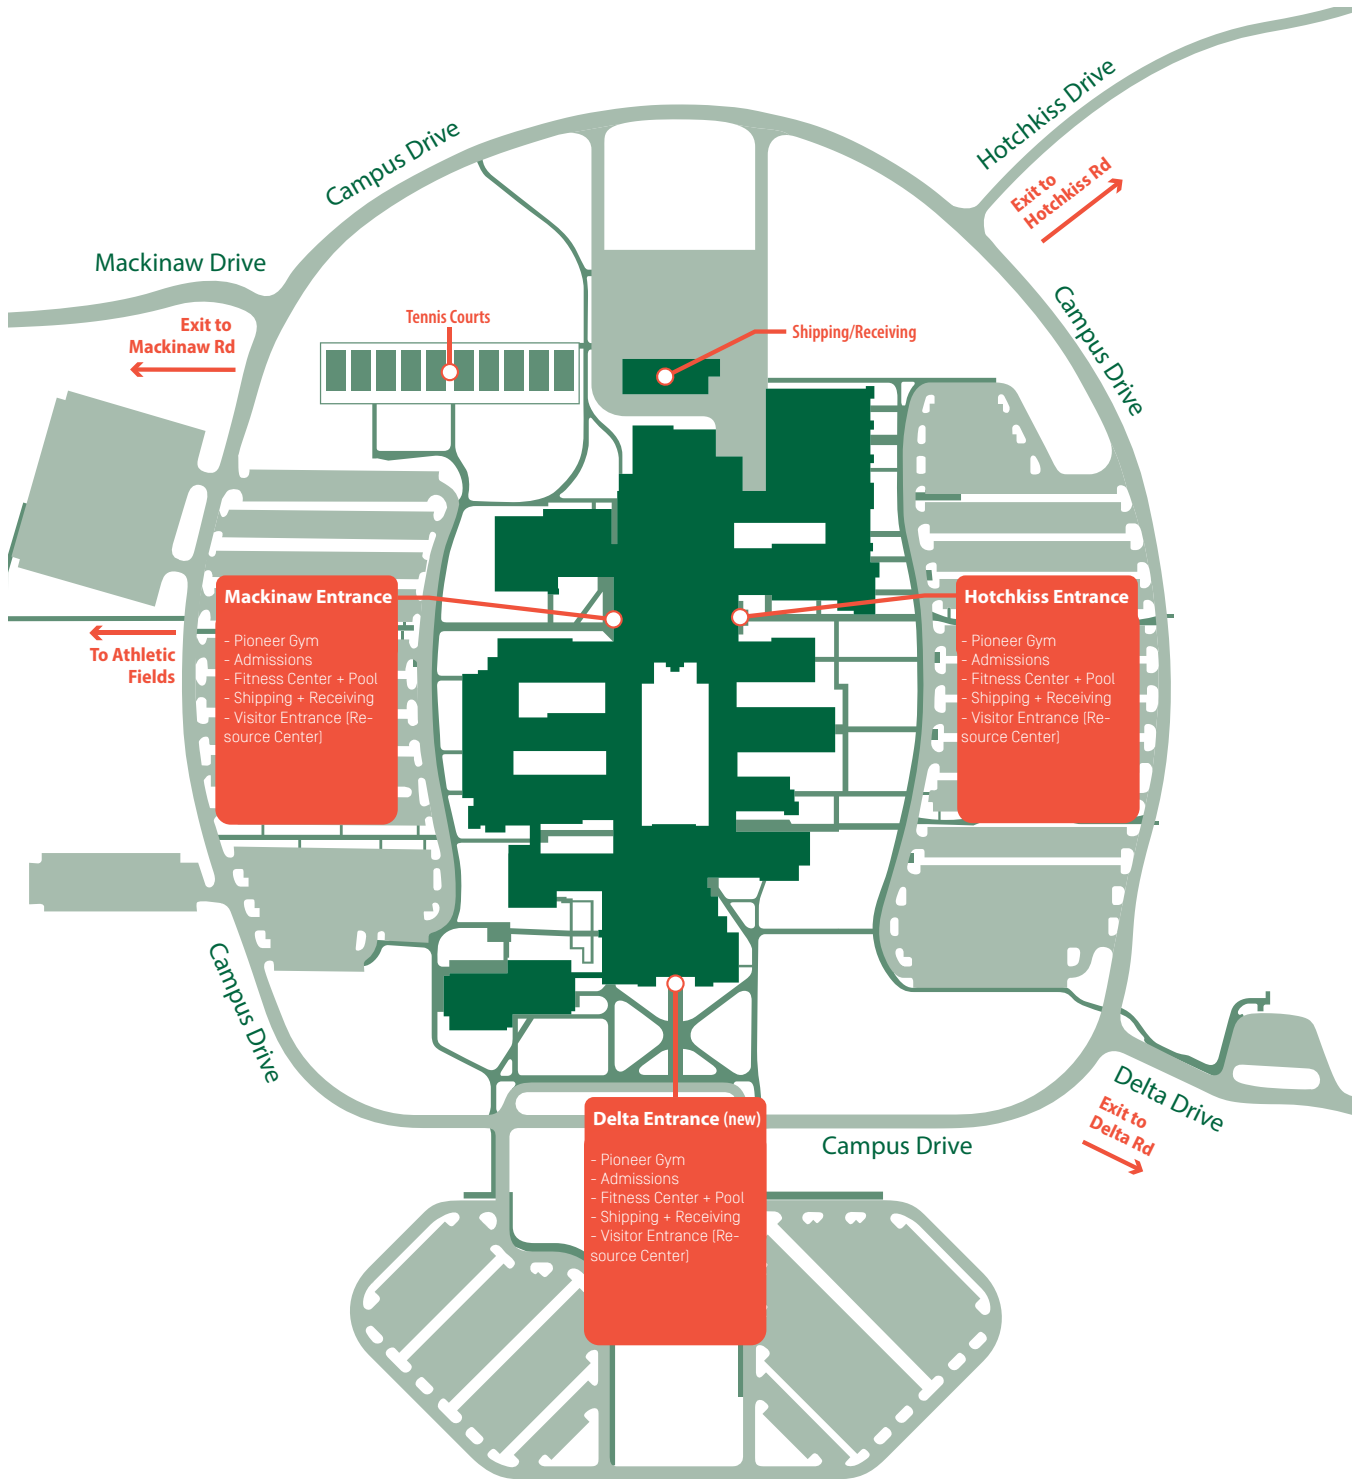 Hotchkiss Drive
Campus Drive
Exit to
Hotchkiss Rd
Mackinaw Drive
Campus Drive
Exit to
Mackinaw Rd
Tennis Courts
Shipping/Receiving
Mackinaw Entrance
- Pioneer Gym
- Admissions
- Fitness Center + Pool
- Shipping + Receiving
- Visitor Entrance (Re-
source Center)
Hotchkiss Entrance
- Pioneer Gym
- Admissions
- Fitness Center + Pool
- Shipping + Receiving
- Visitor Entrance (Re-
source Center)
To Athletic
Fields
Campus Drive
Delta Drive
Exit to
Delta Rd
Campus Drive
Delta Entrance (new)
- Pioneer Gym
- Admissions
- Fitness Center + Pool
- Shipping + Receiving
- Visitor Entrance (Re-
source Center)